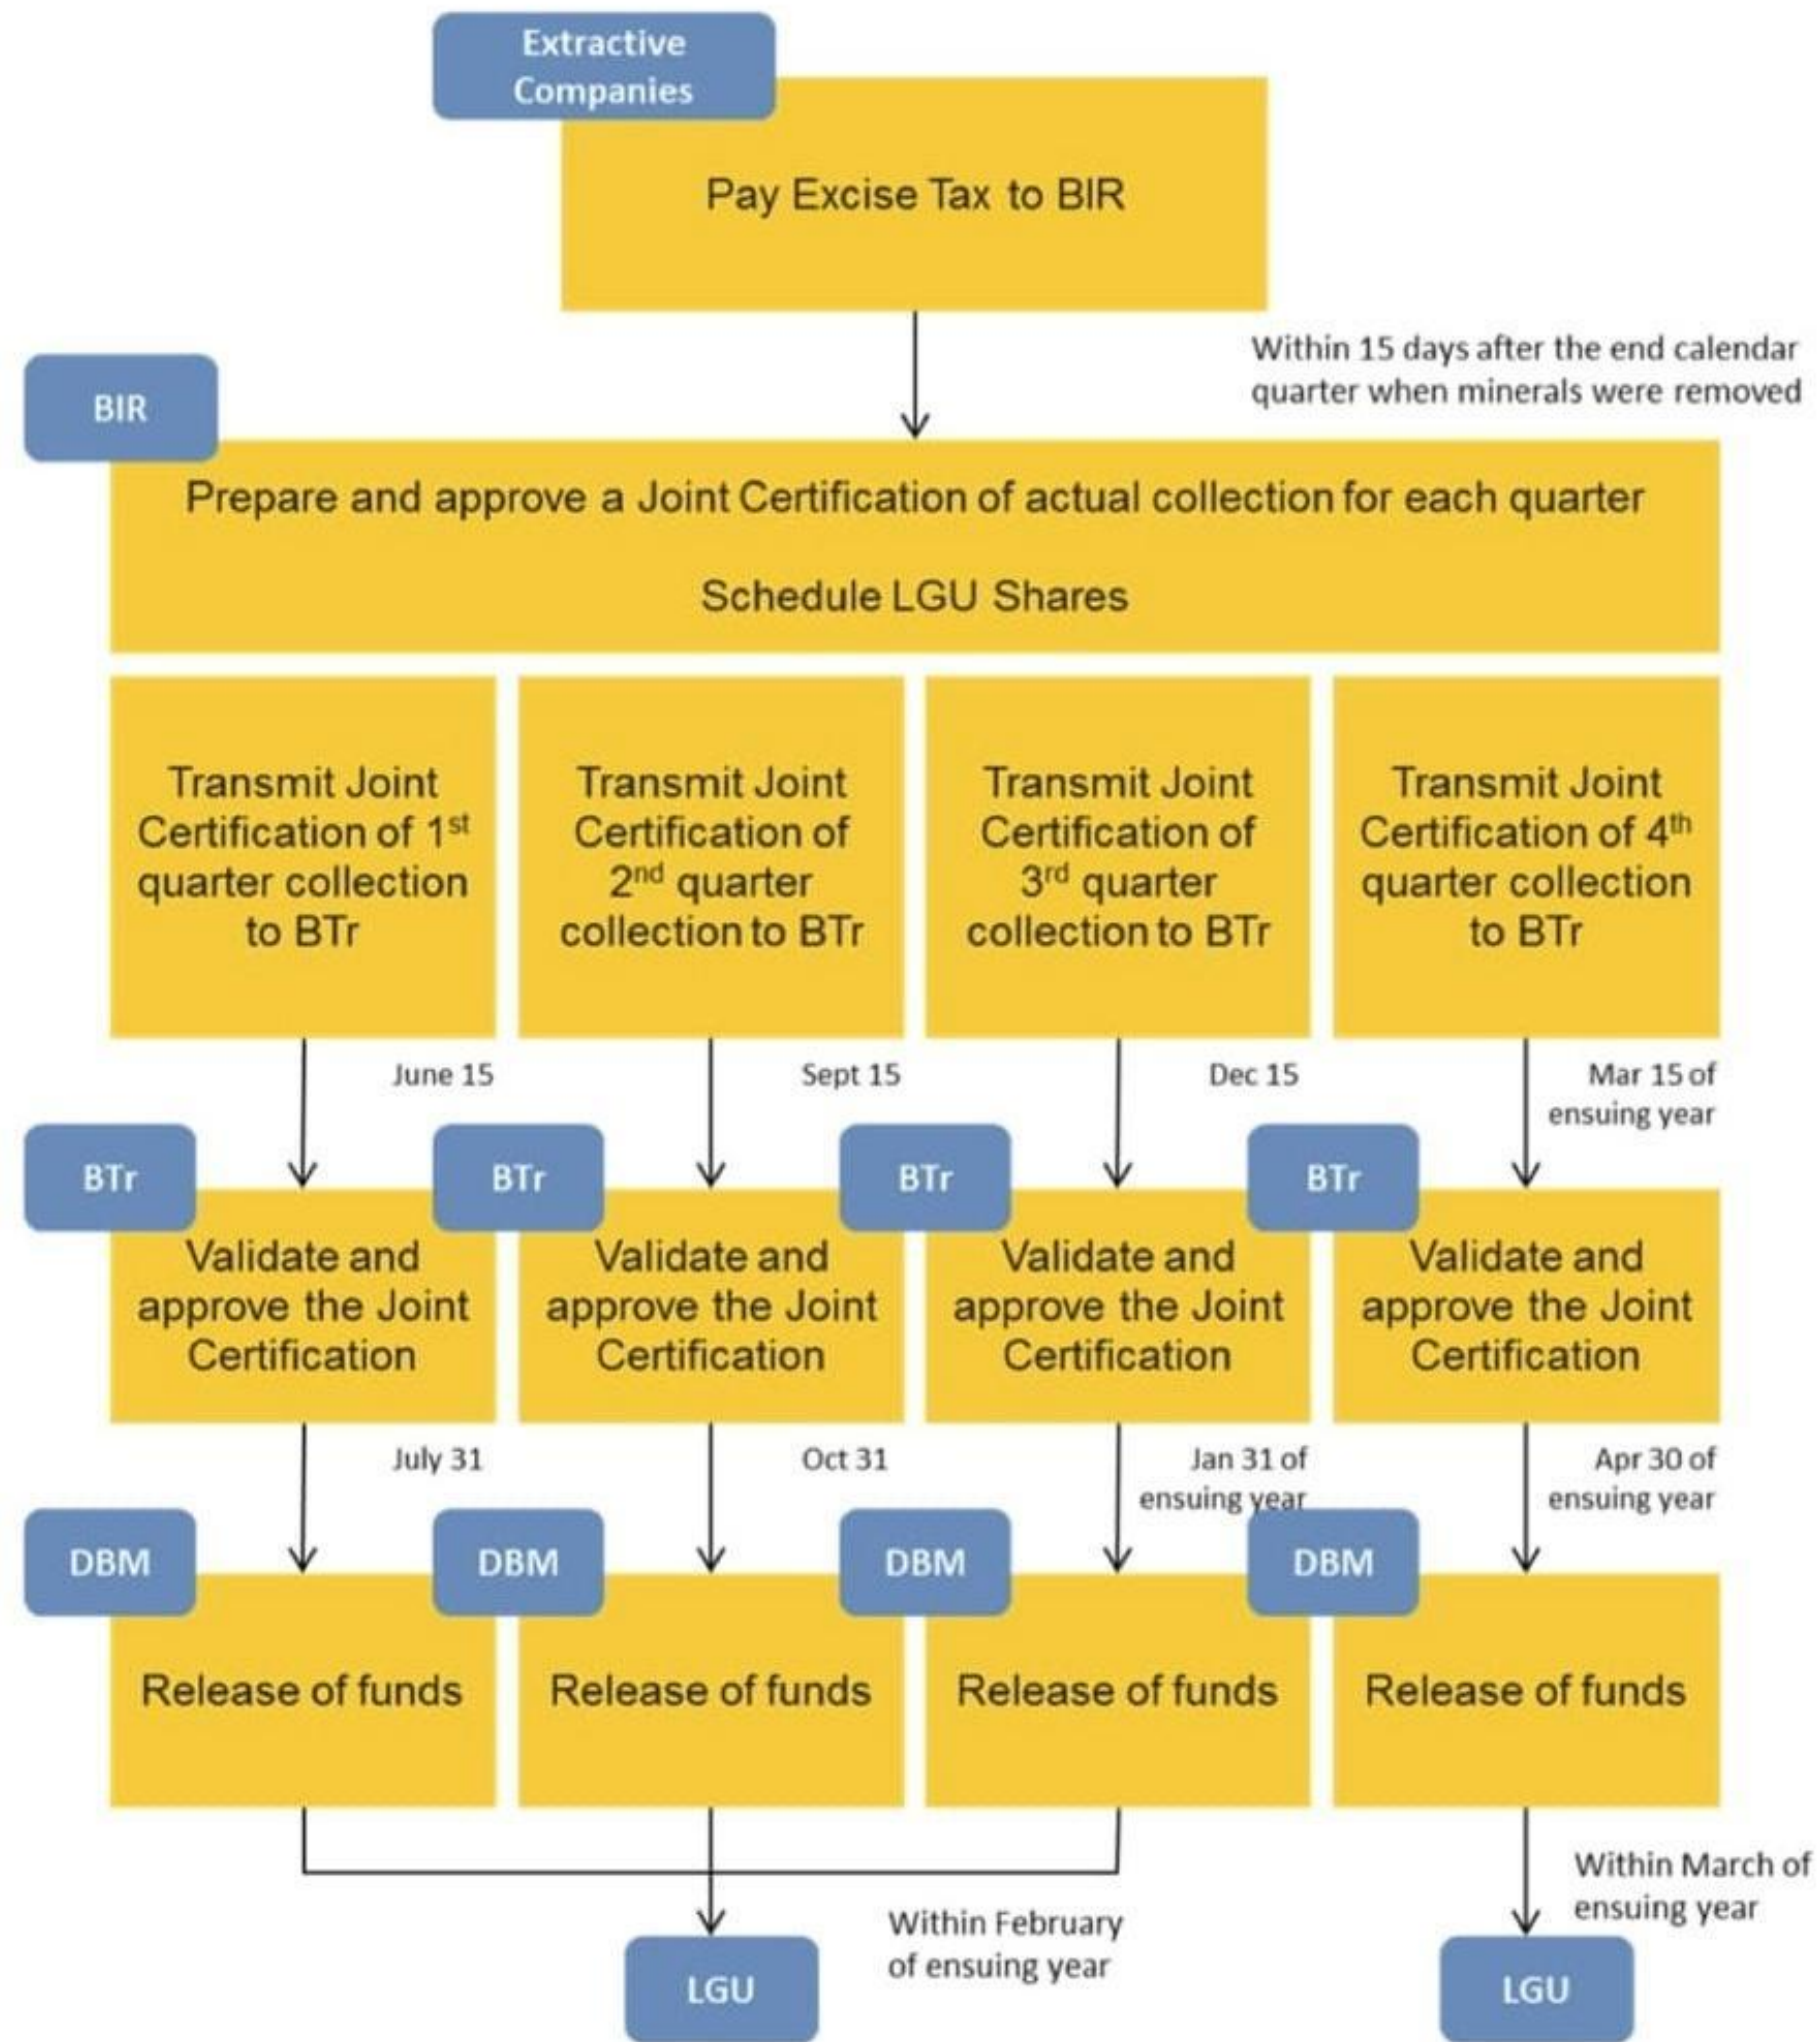 Extractive
Companies
Pay Excise Tax to BIR
Within 15 days after the end calendar
quarter when minerals were removed
BIR
Prepare and approve a Joint Certification of actual collection for each quarter
Schedule LGU Shares
Transmit Joint
Certification of 1st
quarter collection
to BTr
Transmit Joint
Certification of
2nd quarter
collection to BTr
Transmit Joint
Certification of
3rd quarter
collection to BTr
Transmit Joint
Certification of 4th
quarter collection
to BTr
June 15
Sept 15
Dec 15
Mar 15 of
ensuing year
BTr
Validate and
approve the Joint
Certification
BTr
Validate and
approve the Joint
Certification
BTr
Validate and
approve the Joint
Certification
BTr
Validate and
approve the Joint
Certification
July 31
Oct 31
Jan 31 of
ensuing year
Apr 30 of
ensuing year
DBM
Release of funds
DBM
Release of funds
DBM
Release of funds
DBM
Release of funds
Within February
of ensuing year
LGU
Within March of
ensuing year
LGU